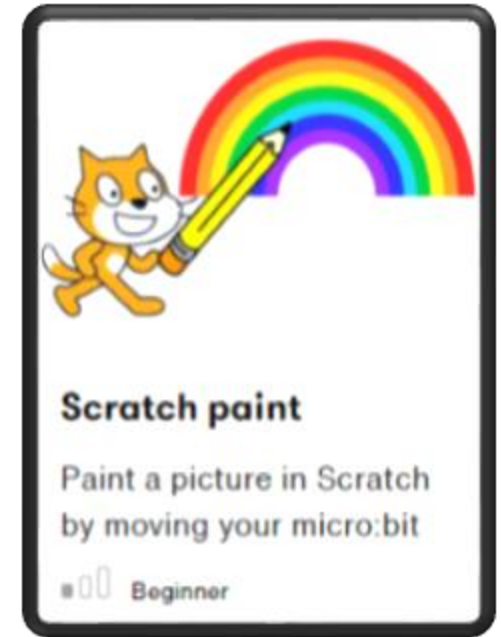 Scratch paint
Paint a picture in Scratch
by moving your micro:bit
Beginner